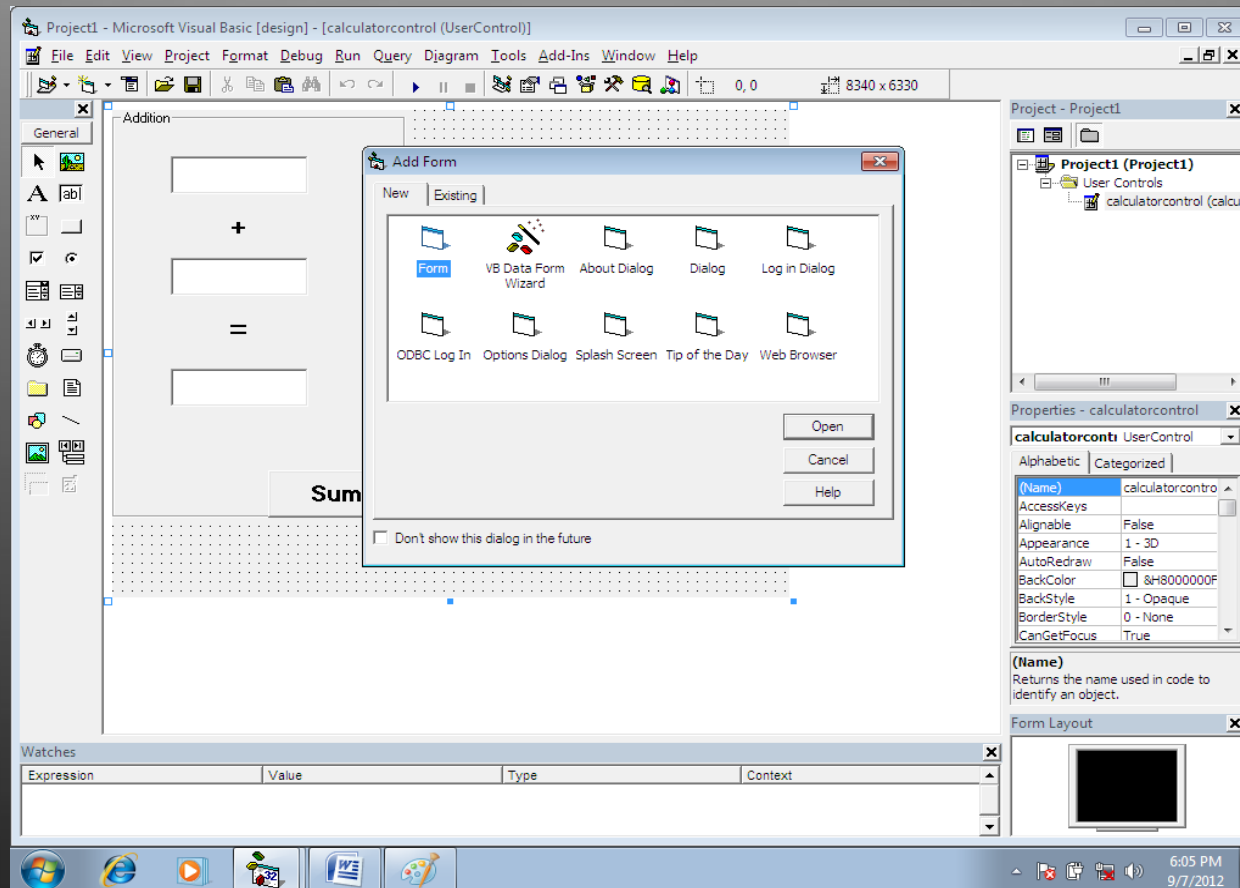 Project1 - Microsoft Visual Basic [design] - [calculatorcontrol (UserControl)]
File Edit View Project Format Debug Run Query Diagram Tools Add-Ins Window Help
0, 0 8340 x 6330
General
A ab|
xv
Addition
+
=
Sum
Add Form
New Existing
Form VB Data Form Wizard About Dialog Dialog Log in Dialog
ODBC Log In Options Dialog Splash Screen Tip of the Day Web Browser
Open
Cancel
Help
Don't show this dialog in the future
Project - Project1
Project1 (Project1)
User Controls
calculatorcontrol (calcu
Properties - calculatorcontrol
calculatorconti UserControl
Alphabetic Categorized
(Name) calculatorcontro
AccessKeys
Alignable False
Appearance 1 - 3D
AutoRedraw False
BackColor &H8000000F
BackStyle 1 - Opaque
BorderStyle 0 - None
CanGetFocus True
(Name)
Returns the name used in code to
identify an object.
Form Layout
Watches
Expression Value Type Context
32
6:05 PM
9/7/2012